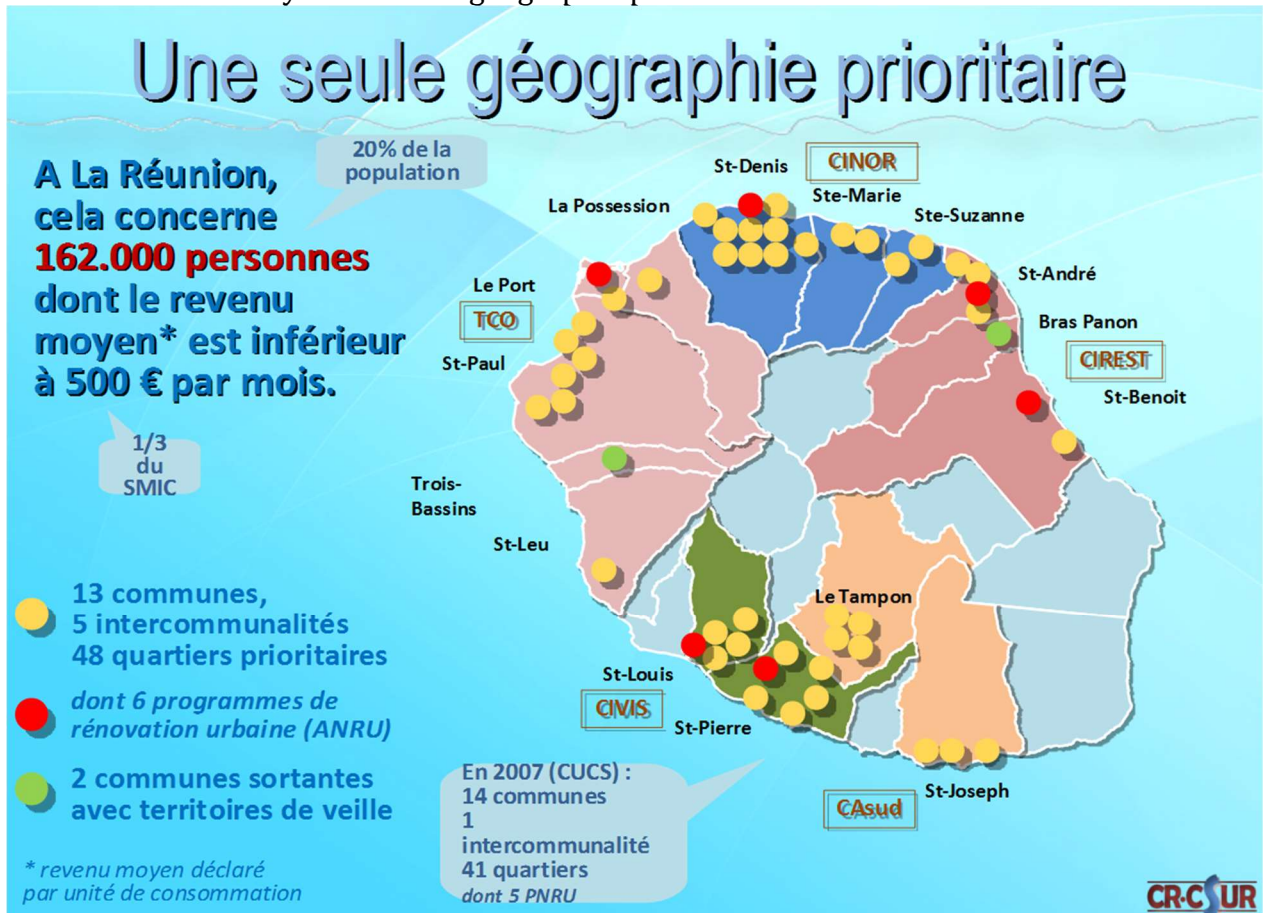 Une seule géographie prioritaire
A La Réunion,
cela concerne
162.000 personnes
dont le revenu
moyen* est inférieur
à 500 € par mois.
20% de la
population
1/3
du
SMIC
St-Denis
CINOR
La Possession
Ste-Marie
Ste-Suzanne
St-André
Le Port
TCO
Bras Panon
St-Paul
CIREST
St-Benoit
Trois-
Bassins
St-Leu
Le Tampon
St-Louis
CIVIS
St-Pierre
St-Joseph
CAsud
13 communes,
5 intercommunalités
48 quartiers prioritaires
dont 6 programmes de
rénovation urbaine (ANRU)
2 communes sortantes
avec territoires de veille
En 2007 (CUCS) :
14 communes
1
intercommunalité
41 quartiers
dont 5 PNRU
* revenu moyen déclaré
par unité de consommation
CR·CSUR